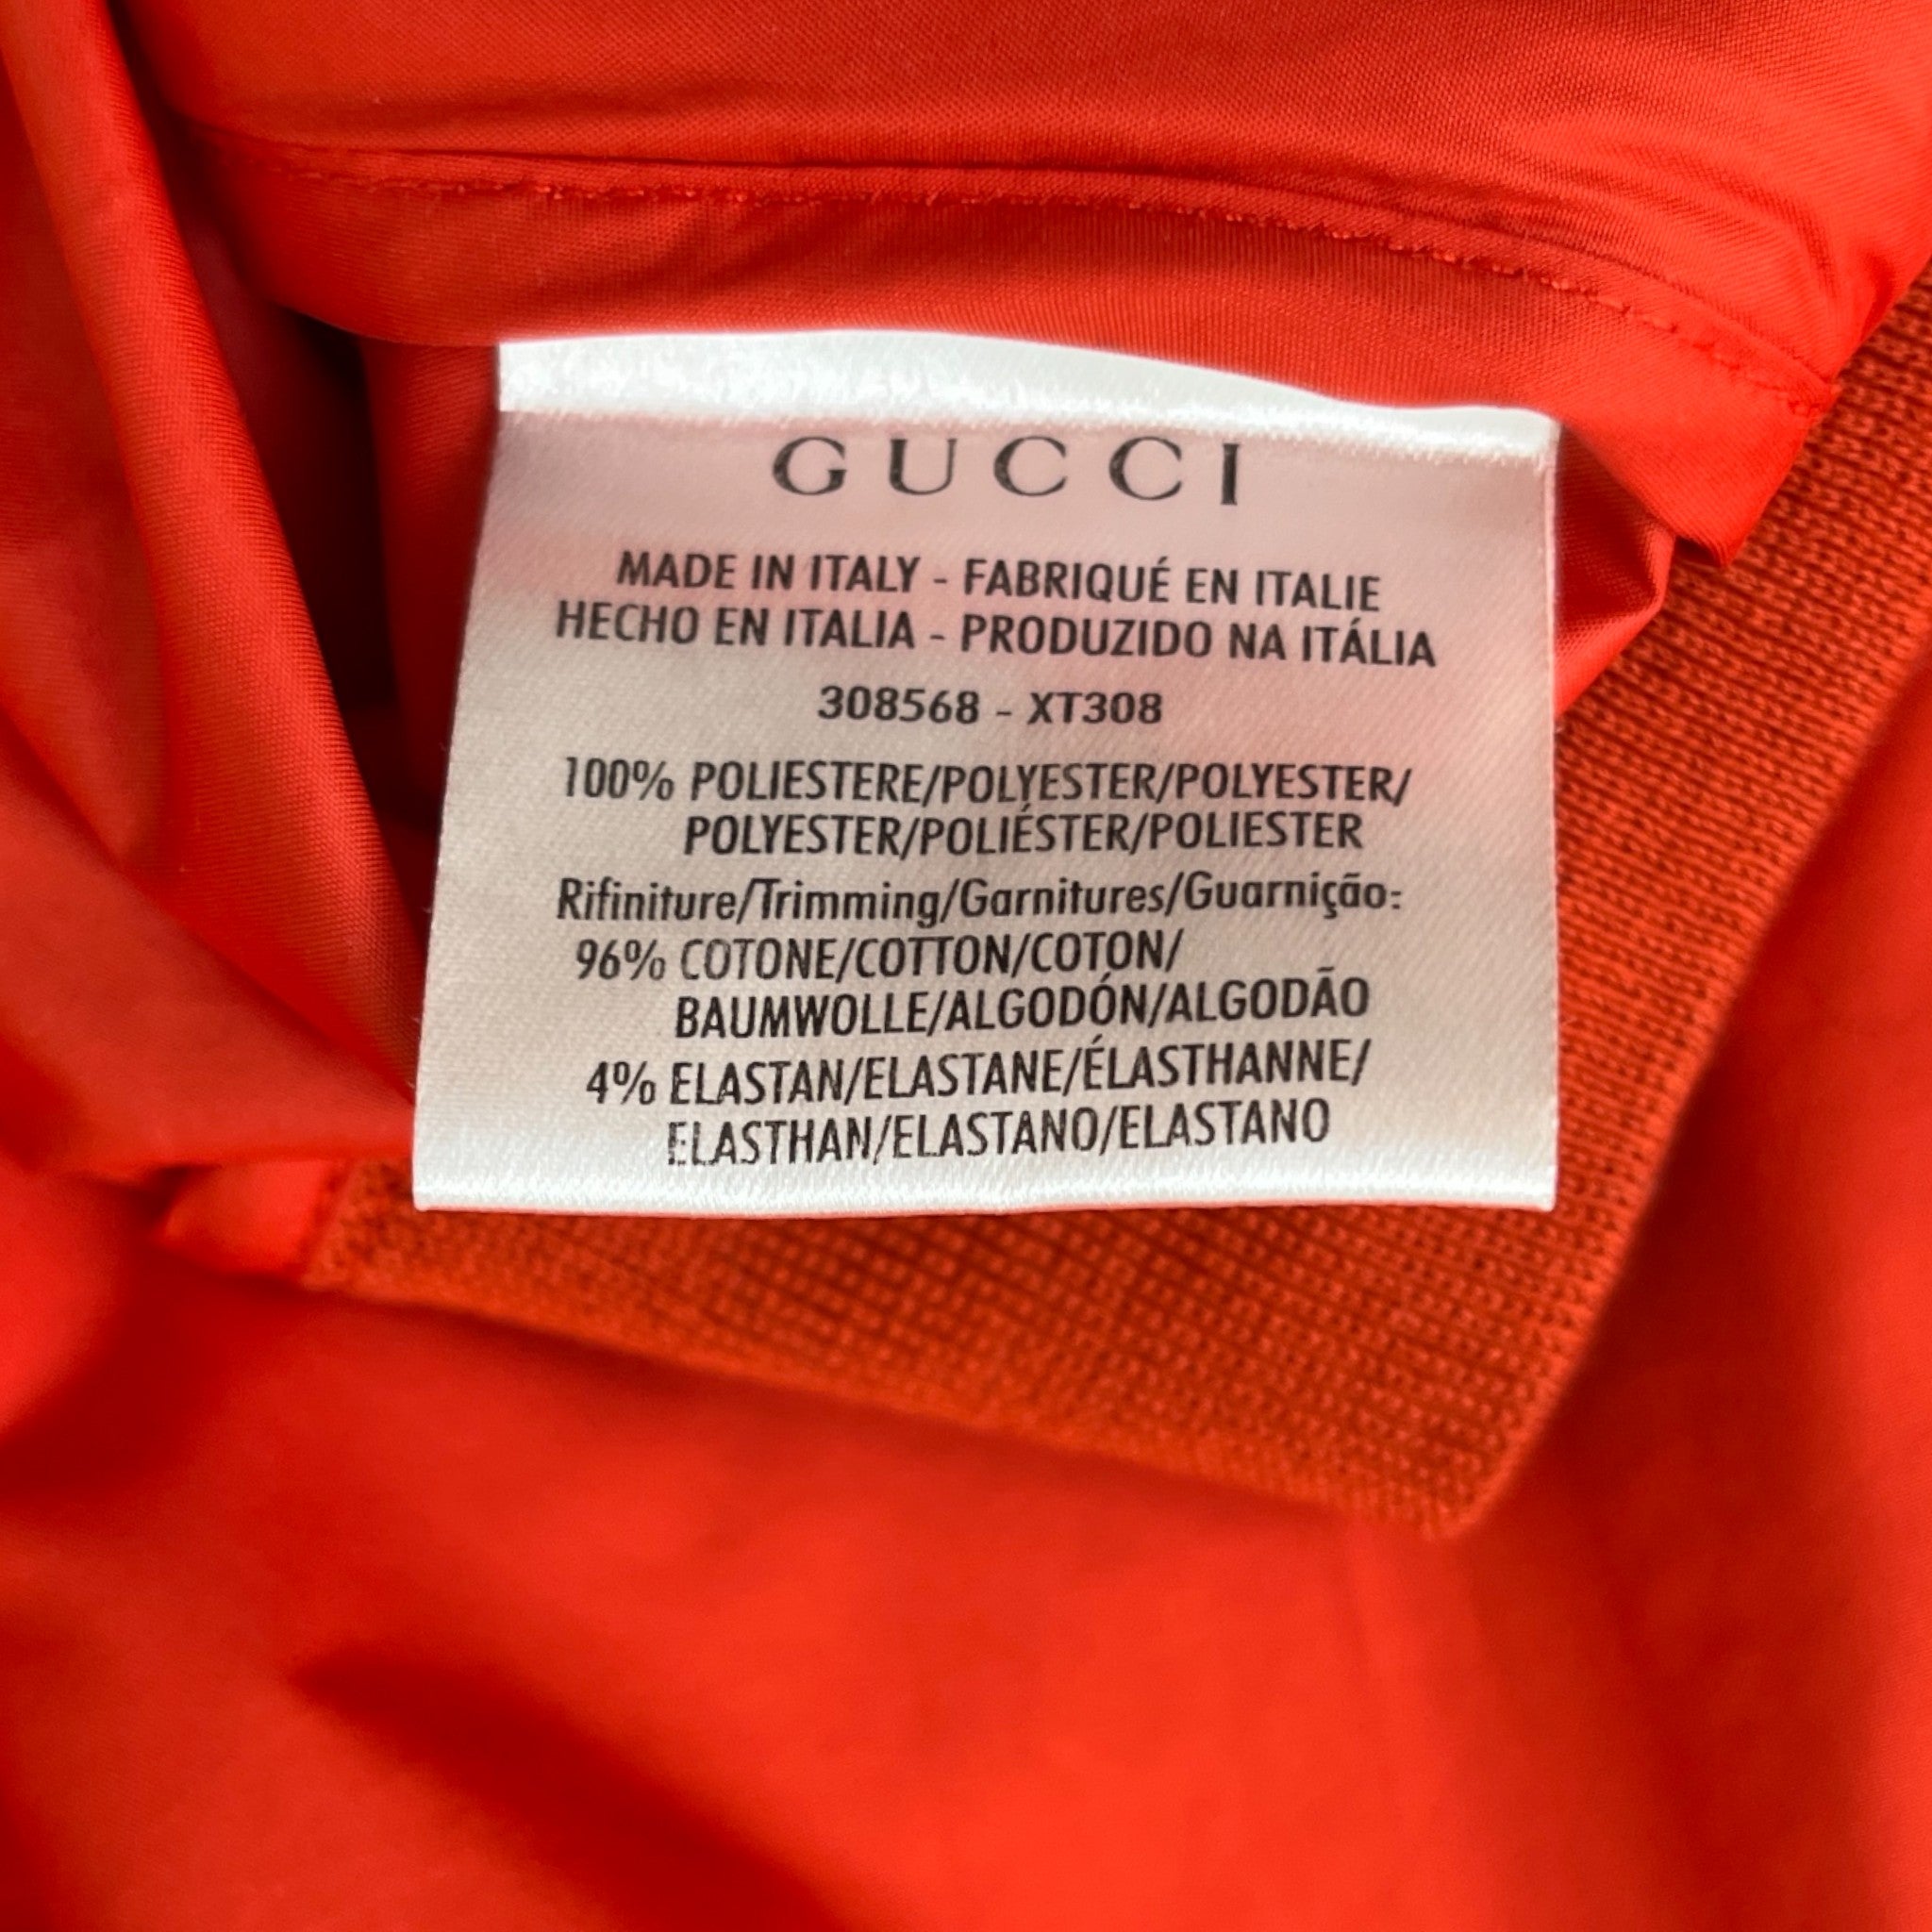 GUCCI
MADE IN ITALY - FABRIQUÉ EN ITALIE
HECHO EN ITALIA - PRODUZIDO NA ITÁLIA
308568 - XT308
100% POLIESTERE/POLYESTER/POLYESTER/
POLYESTER/POLIÉSTER/POLIESTER
Rifiniture/Trimming/Garnitures/Guarnição:
96% COTONE/COTTON/COTON/
BAUMWOLLE/ALGODÓN/ALGODÃO
4% ELASTAN/ELASTANE/ÉLASTHANNE/
ELASTHAN/ELASTANO/ELASTANO